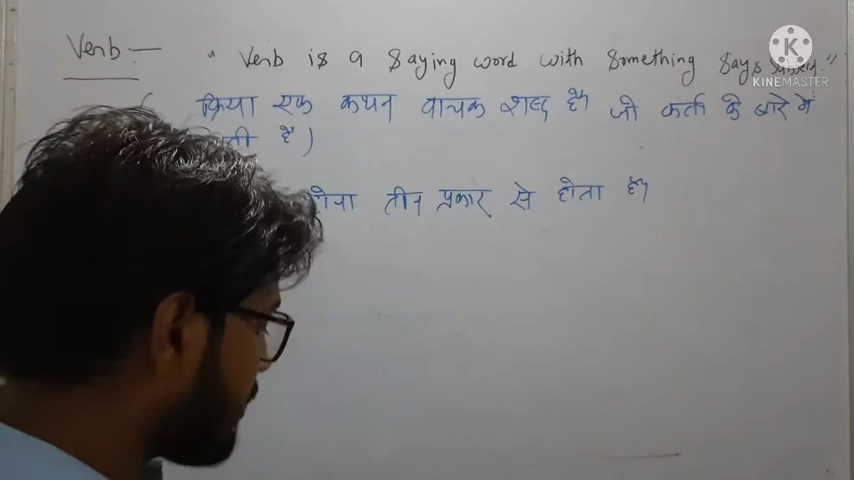 Verb :— " Verb is a Saying word with Something Says
क्रिया एक कथन वाचक शब्द है जो कर्ता के बारे में
है )
तीन प्रकार से होता है
K
KINEMASTER